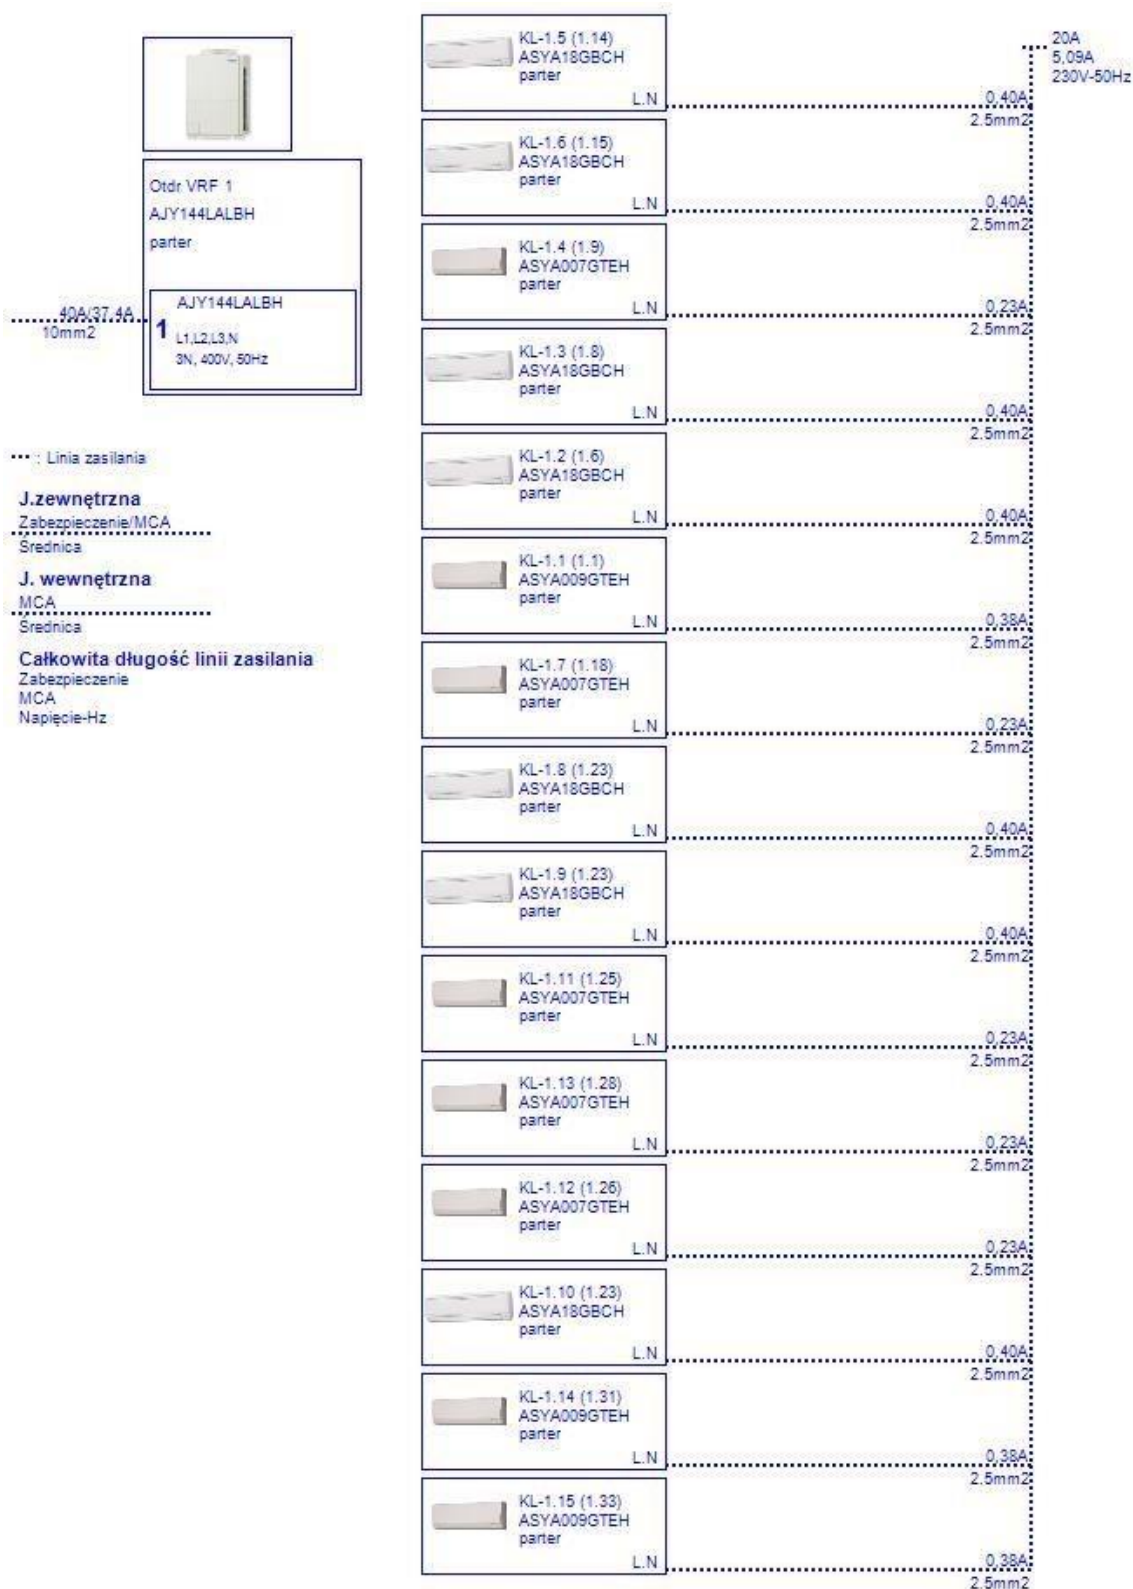 Otdr VRF 1
AJY144LALBH
parter
40A/37.4A
10mm2
1
AJY144LALBH
L1,L2,L3,N
3N, 400V, 50Hz
: Linia zasilania
J.zewnętrzna
Zabezpieczenie/MCA
Średnica
J. wewnętrzna
MCA
Średnica
Całkowita długość linii zasilania
Zabezpieczenie
MCA
Napięcie-Hz
KL-1.5 (1.14)
ASYA18GBCH
parter
L.N
0,40A
2.5mm2
KL-1.6 (1.15)
ASYA18GBCH
parter
L.N
0,40A
2.5mm2
KL-1.4 (1.9)
ASYA007GTEH
parter
L.N
0,23A
2.5mm2
KL-1.3 (1.8)
ASYA18GBCH
parter
L.N
0,40A
2.5mm2
KL-1.2 (1.6)
ASYA18GBCH
parter
L.N
0,40A
2.5mm2
KL-1.1 (1.1)
ASYA009GTEH
parter
L.N
0,38A
2.5mm2
KL-1.7 (1.18)
ASYA007GTEH
parter
L.N
0,23A
2.5mm2
KL-1.8 (1.23)
ASYA18GBCH
parter
L.N
0,40A
2.5mm2
KL-1.9 (1.23)
ASYA18GBCH
parter
L.N
0,40A
2.5mm2
KL-1.11 (1.25)
ASYA007GTEH
parter
L.N
0,23A
2.5mm2
KL-1.13 (1.28)
ASYA007GTEH
parter
L.N
0,23A
2.5mm2
KL-1.12 (1.26)
ASYA007GTEH
parter
L.N
0,23A
2.5mm2
KL-1.10 (1.23)
ASYA18GBCH
parter
L.N
0,40A
2.5mm2
KL-1.14 (1.31)
ASYA009GTEH
parter
L.N
0,38A
2.5mm2
KL-1.15 (1.33)
ASYA009GTEH
parter
L.N
0,38A
2.5mm2
20A
5,09A
230V-50Hz